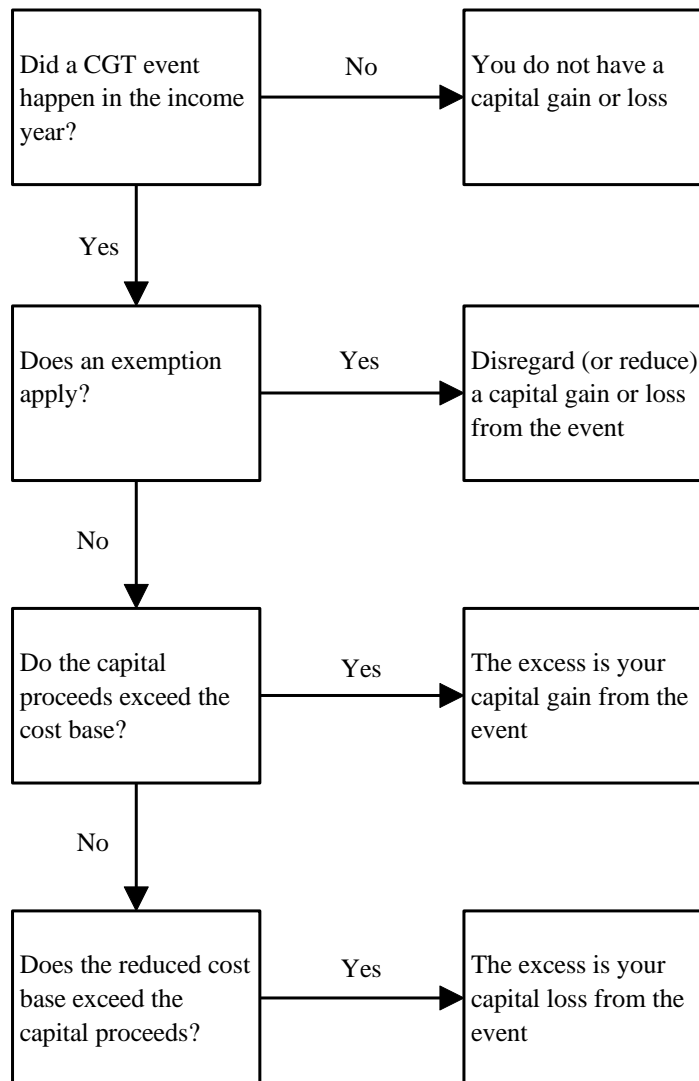 Did a CGT event
happen in the income
year?
No
You do not have a
capital gain or loss
Yes
Does an exemption
apply?
Yes
Disregard (or reduce)
a capital gain or loss
from the event
No
Do the capital
proceeds exceed the
cost base?
Yes
The excess is your
capital gain from the
event
No
Does the reduced cost
base exceed the
capital proceeds?
Yes
The excess is your
capital loss from the
event